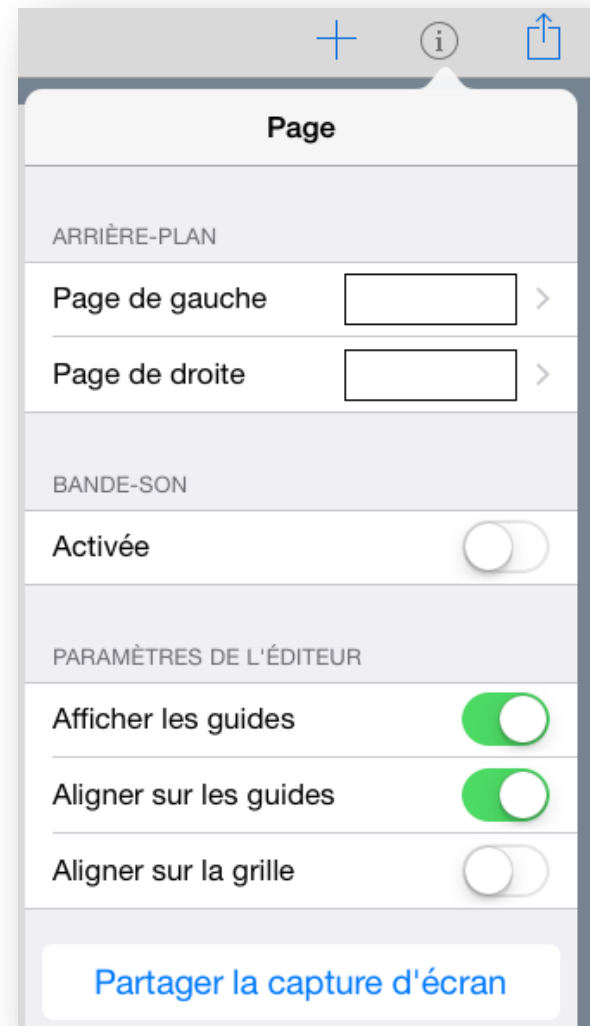 Page
ARRIÈRE-PLAN
Page de gauche
Page de droite
BANDE-SON
Activée
PARAMÈTRES DE L'ÉDITEUR
Afficher les guides
Aligner sur les guides
Aligner sur la grille
Partager la capture d'écran